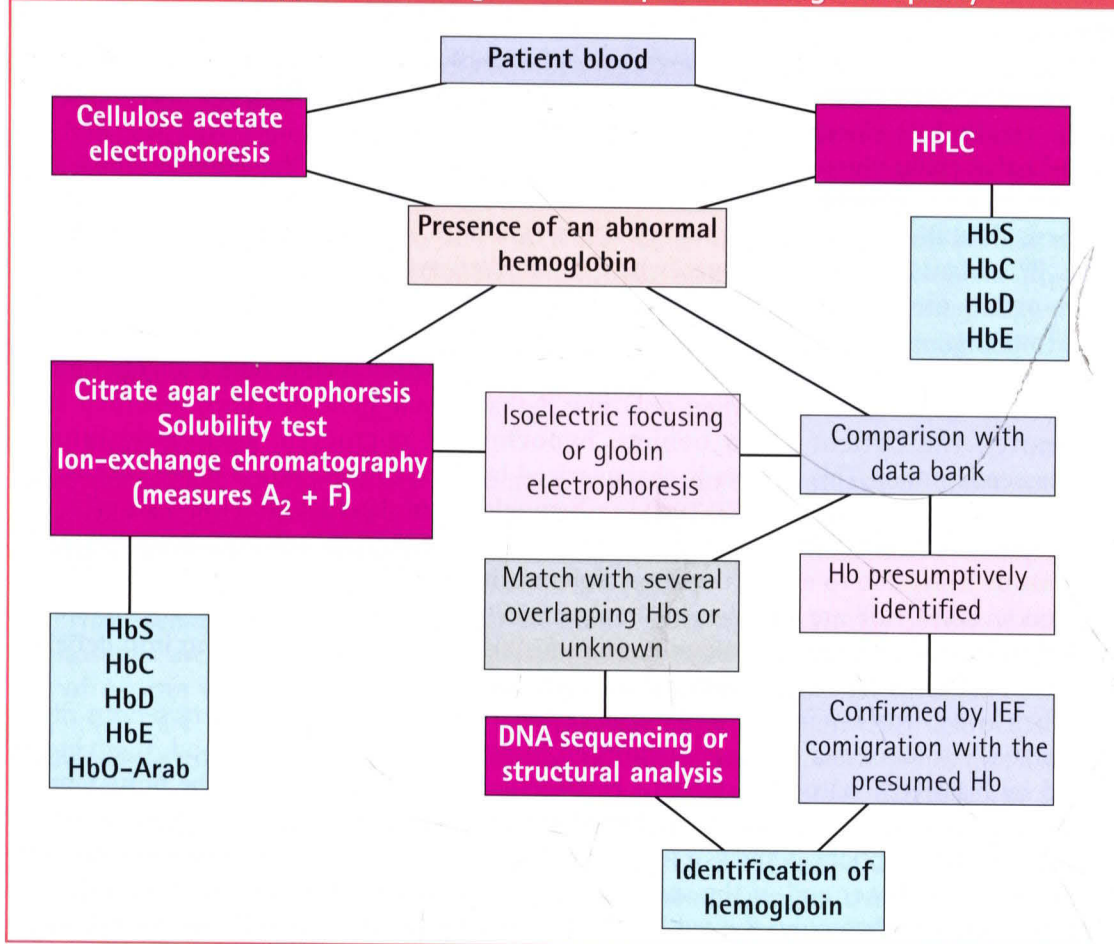 Patient blood
Cellulose acetate
electrophoresis
HPLC
Presence of an abnormal
hemoglobin
HbS
HbC
HbD
HbE
Citrate agar electrophoresis
Solubility test
Ion-exchange chromatography
(measures A₂ + F)
Isoelectric focusing
or globin
electrophoresis
Comparison with
data bank
HbS
HbC
HbD
HbE
HbO-Arab
Match with several
overlapping Hbs or
unknown
Hb presumptively
identified
DNA sequencing or
structural analysis
Confirmed by IEF
comigration with the
presumed Hb
Identification of
hemoglobin